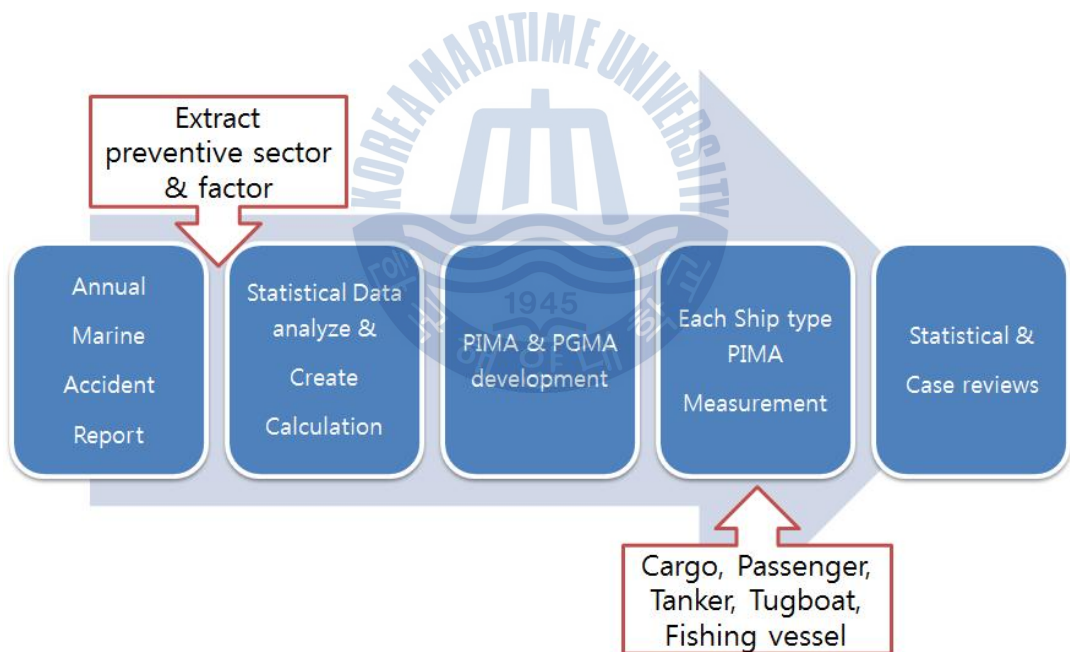 KOREA MARITIME UNIVERSITY
Extract
preventive sector
& factor
Annual
Marine
Accident
Report
Statistical Data
analyze &
Create
Calculation
PIMA & PGMA
development
Each Ship type
PIMA
Measurement
Statistical &
Case reviews
1945
Cargo, Passenger,
Tanker, Tugboat,
Fishing vessel